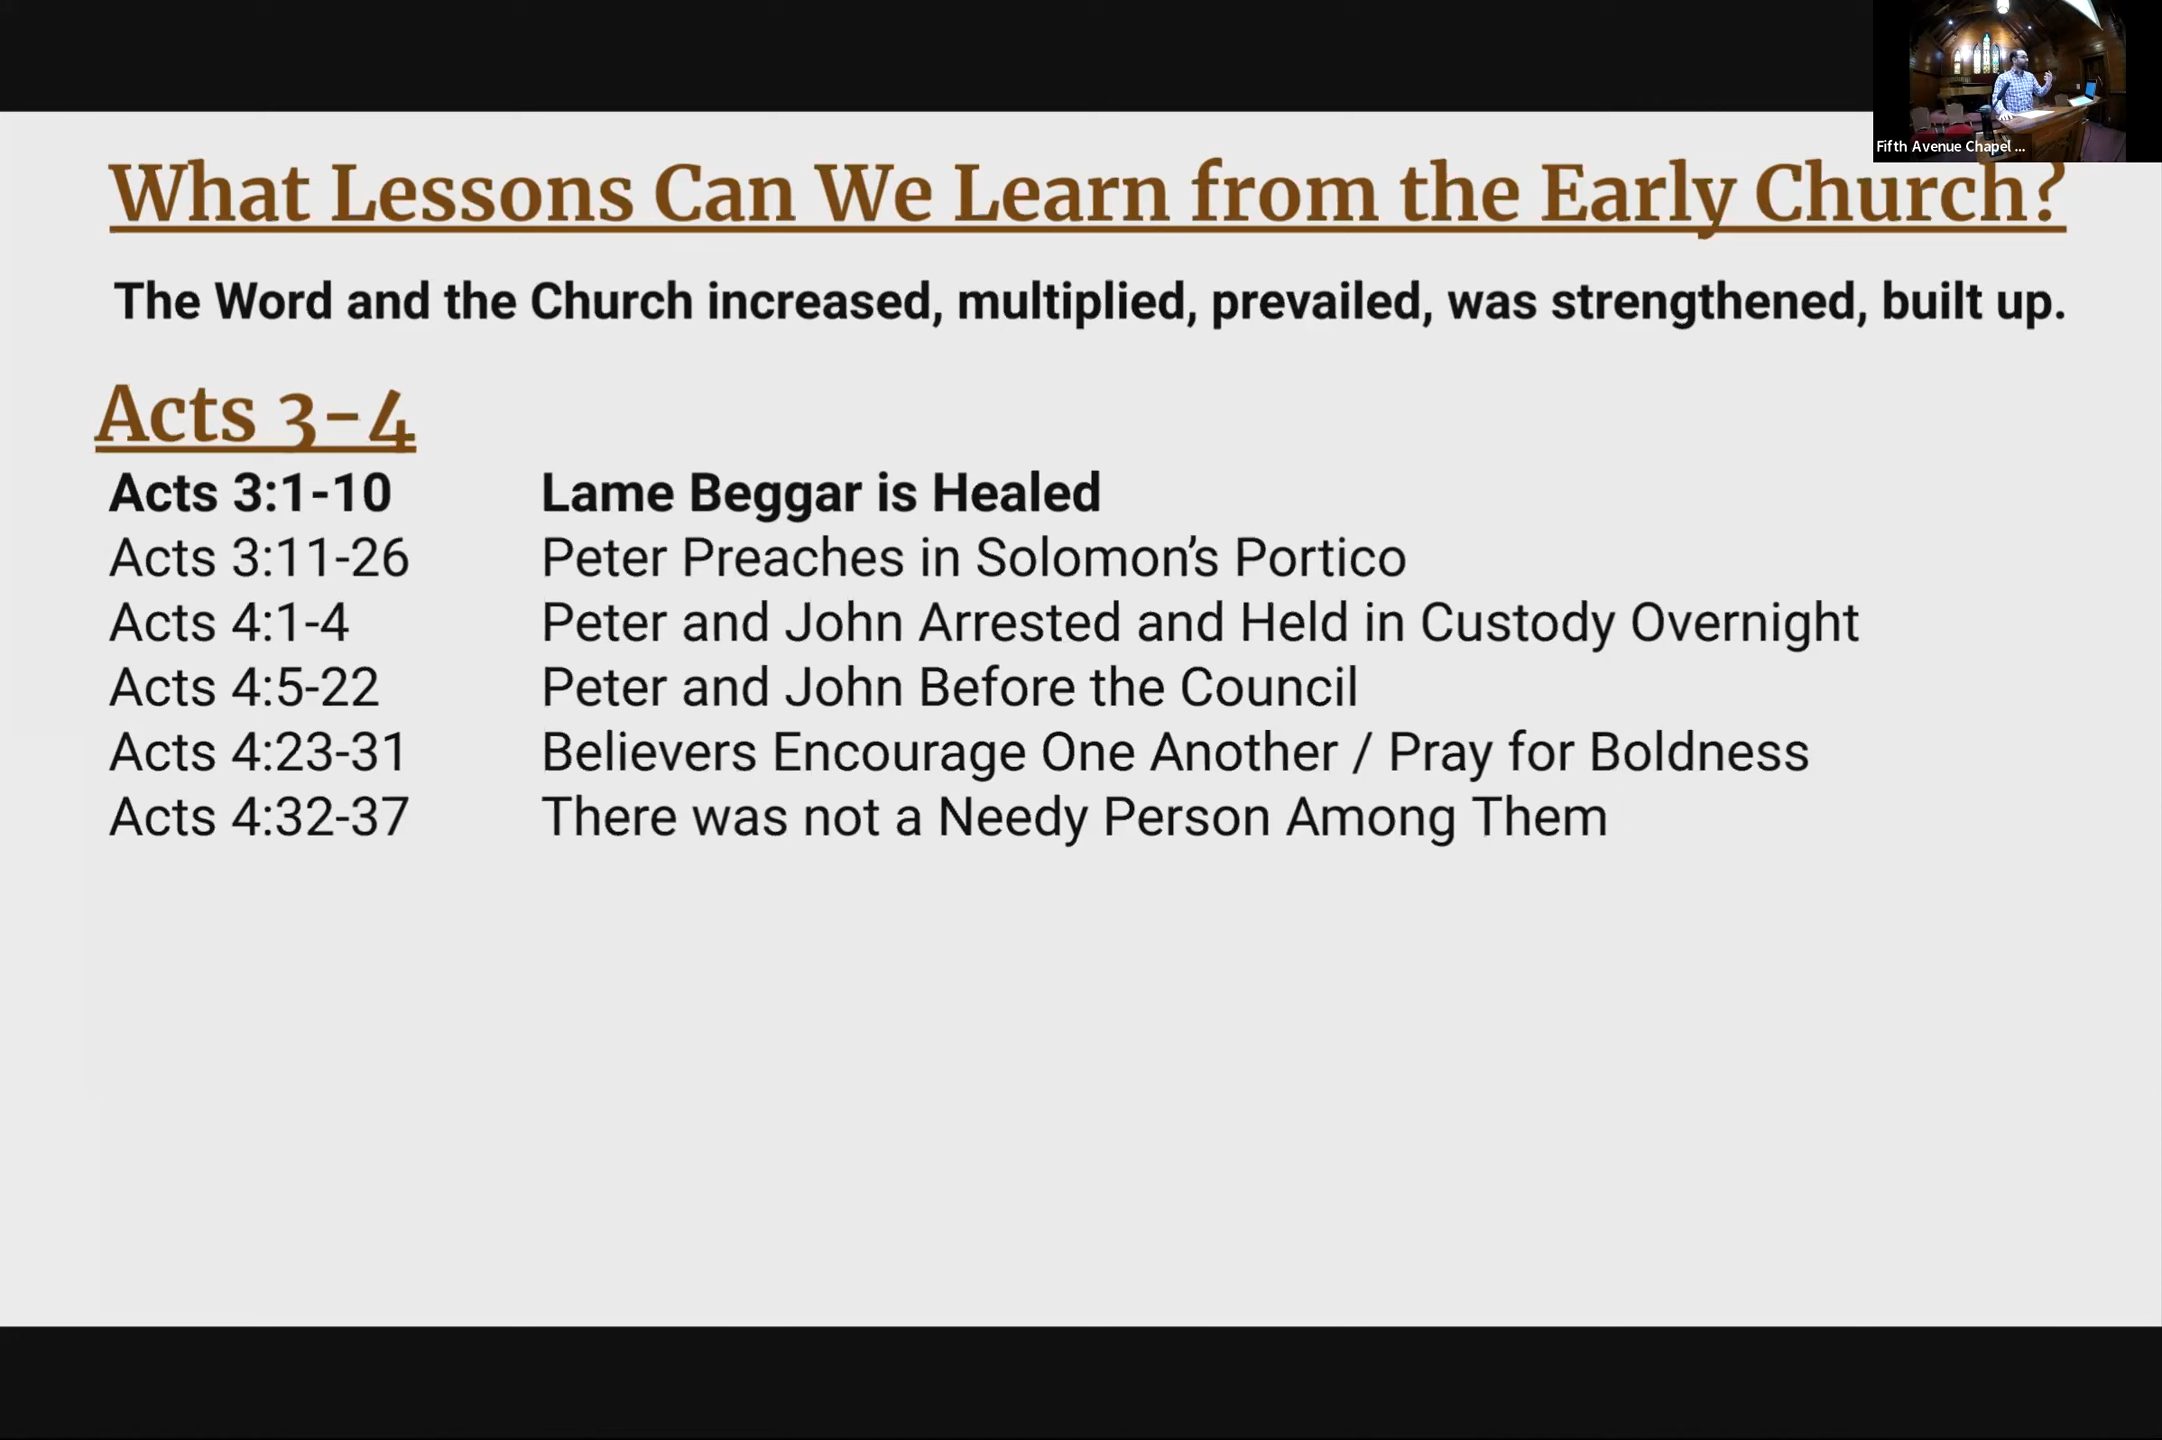 What Lessons Can We Learn from the Early Church?
The Word and the Church increased, multiplied, prevailed, was strengthened, built up.
Acts 3-4
Acts 3:1-10 Lame Beggar is Healed
Acts 3:11-26 Peter Preaches in Solomon’s Portico
Acts 4:1-4 Peter and John Arrested and Held in Custody Overnight
Acts 4:5-22 Peter and John Before the Council
Acts 4:23-31 Believers Encourage One Another / Pray for Boldness
Acts 4:32-37 There was not a Needy Person Among Them
Fifth Avenue Chapel ...